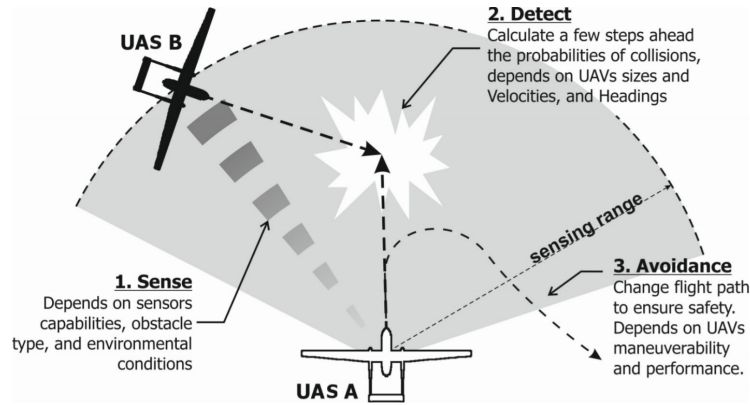 UAS B
2. Detect
Calculate a few steps ahead
the probabilities of collisions,
depends on UAVs sizes and
Velocities, and Headings
sensing range
1. Sense
Depends on sensors
capabilities, obstacle
type, and environmental
conditions
3. Avoidance
Change flight path
to ensure safety.
Depends on UAVs
maneuverability
and performance.
UAS A